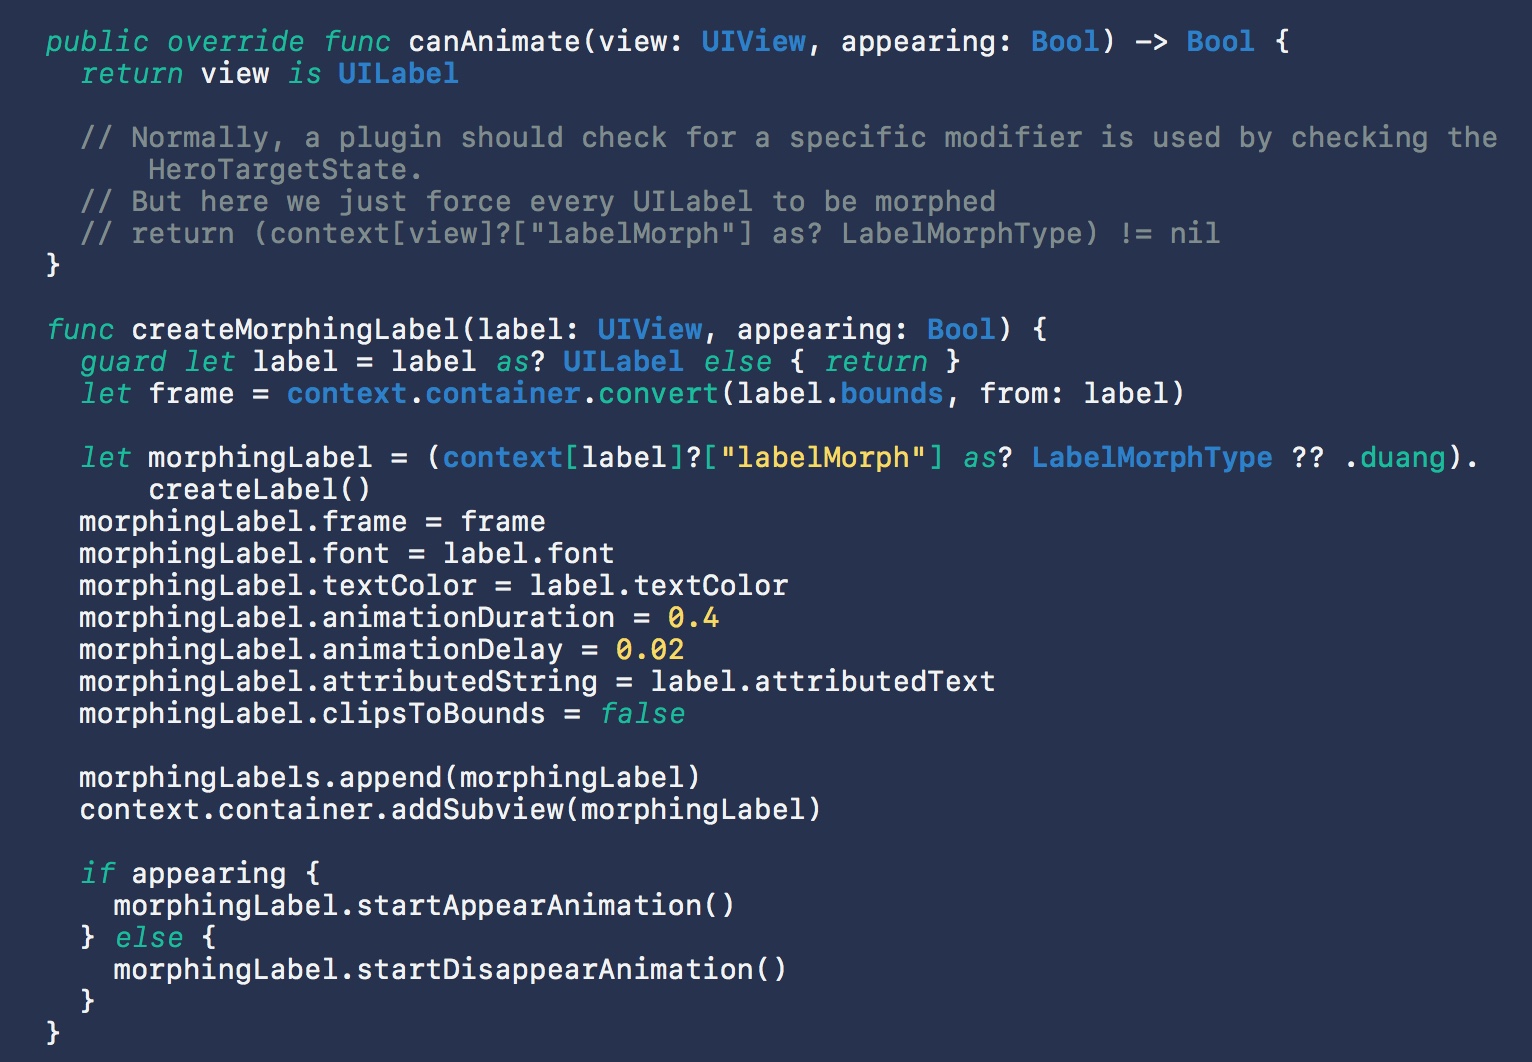 public override func canAnimate(view: UIView, appearing: Bool) -> Bool {
  return view is UILabel

  // Normally, a plugin should check for a specific modifier is used by checking the
      HeroTargetState.
  // But here we just force every UILabel to be morphed
  // return (context[view]?["labelMorph"] as? LabelMorphType) != nil
}

func createMorphingLabel(label: UIView, appearing: Bool) {
  guard let label = label as? UILabel else { return }
  let frame = context.container.convert(label.bounds, from: label)

  let morphingLabel = (context[label]?["labelMorph"] as? LabelMorphType ?? .duang).
      createLabel()
  morphingLabel.frame = frame
  morphingLabel.font = label.font
  morphingLabel.textColor = label.textColor
  morphingLabel.animationDuration = 0.4
  morphingLabel.animationDelay = 0.02
  morphingLabel.attributedString = label.attributedText
  morphingLabel.clipsToBounds = false

  morphingLabels.append(morphingLabel)
  context.container.addSubview(morphingLabel)

  if appearing {
    morphingLabel.startAppearAnimation()
  } else {
    morphingLabel.startDisappearAnimation()
  }
}